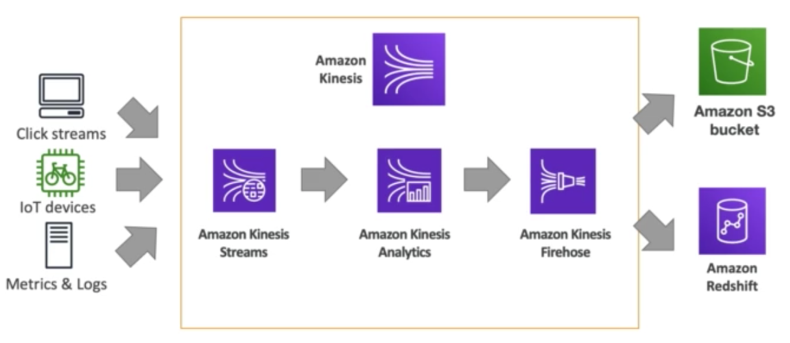 Amazon
Kinesis
Click streams
IoT devices
Metrics & Logs
Amazon Kinesis
Streams
Amazon Kinesis
Analytics
Amazon Kinesis
Firehose
Amazon S3
bucket
Amazon
Redshift